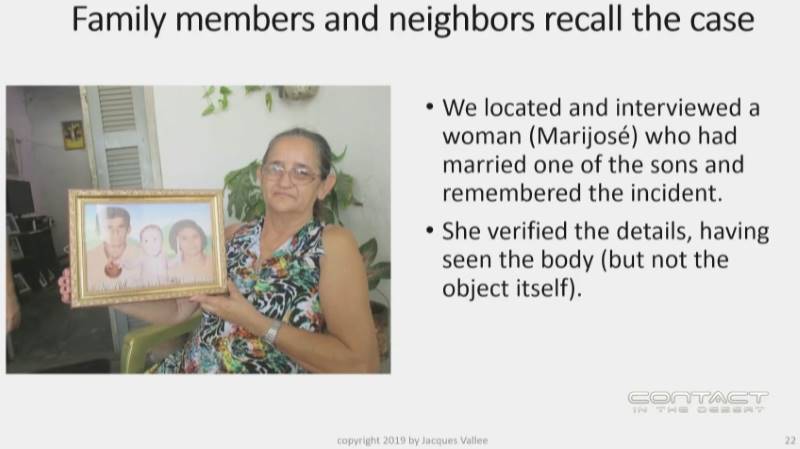 Family members and neighbors recall the case
• We located and interviewed a
woman (Marijosé) who had
married one of the sons and
remembered the incident.
• She verified the details, having
seen the body (but not the
object itself).
CONTACT
IN THE DESERT
copyright 2019 by Jacques Vallee
22